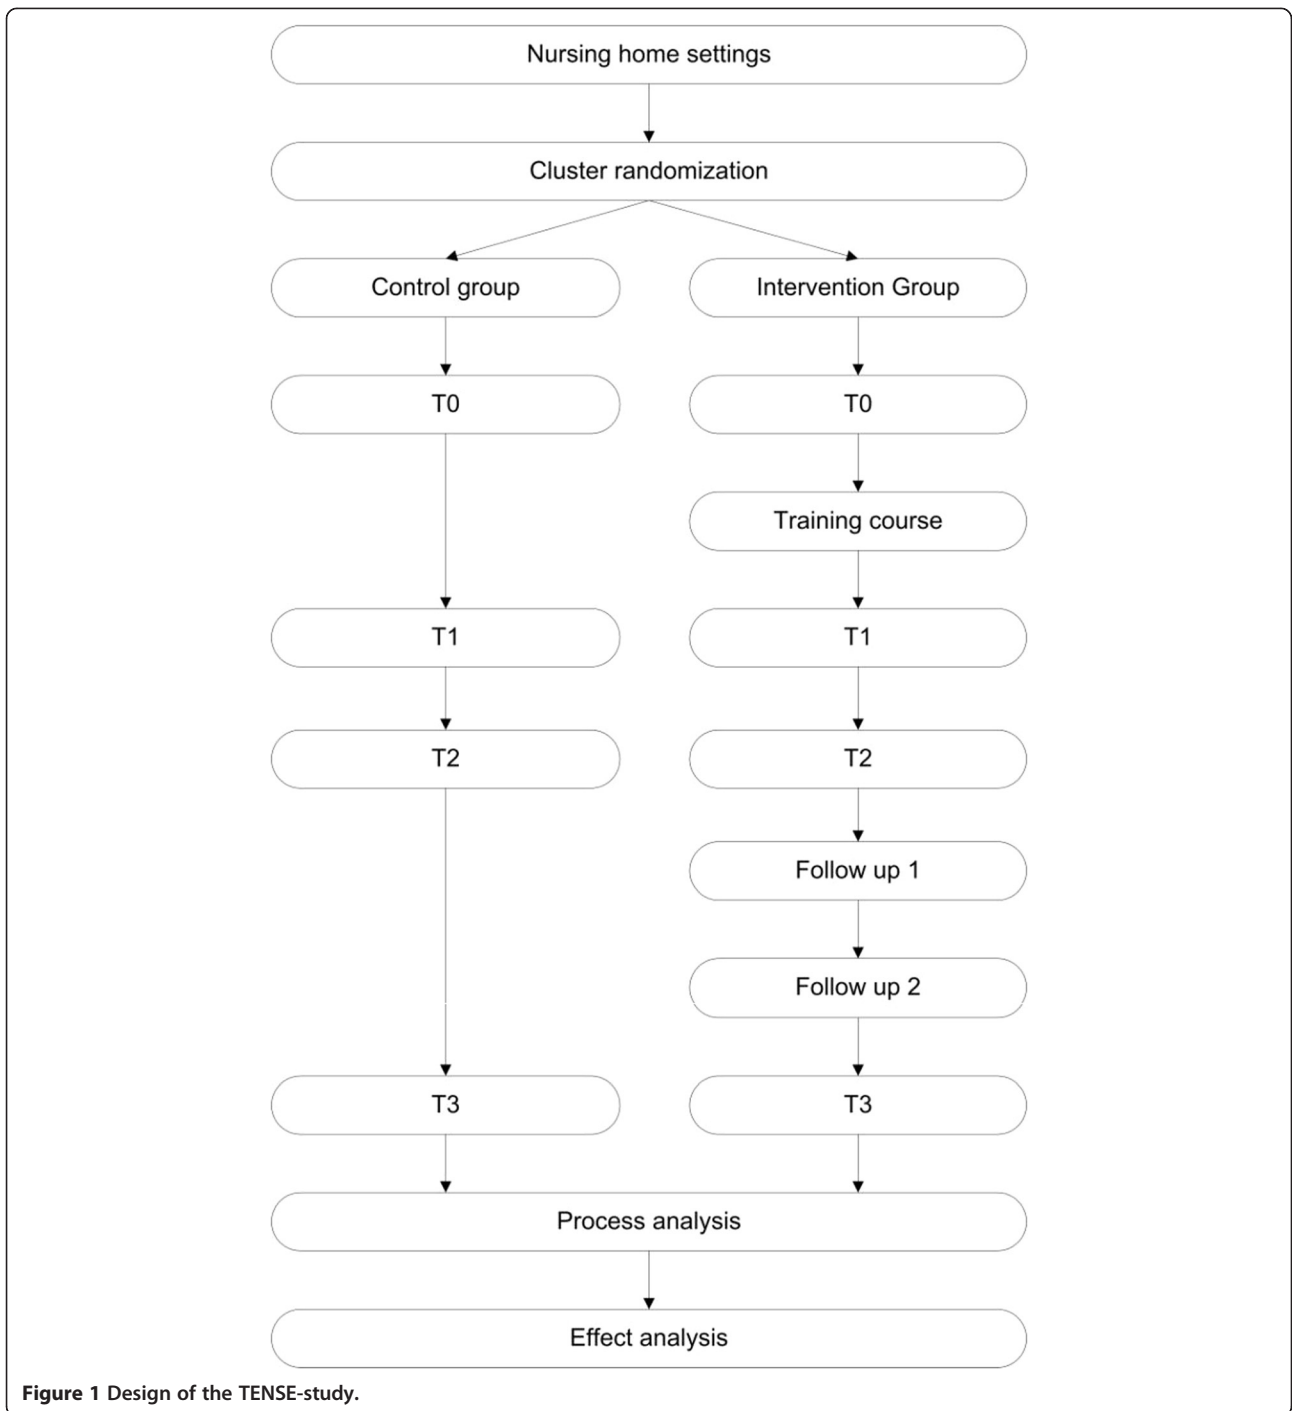 Nursing home settings
Cluster randomization
Control group
Intervention Group
T0
T0
Training course
T1
T1
T2
T2
Follow up 1
Follow up 2
T3
T3
Process analysis
Effect analysis
Figure 1 Design of the TENSE-study.